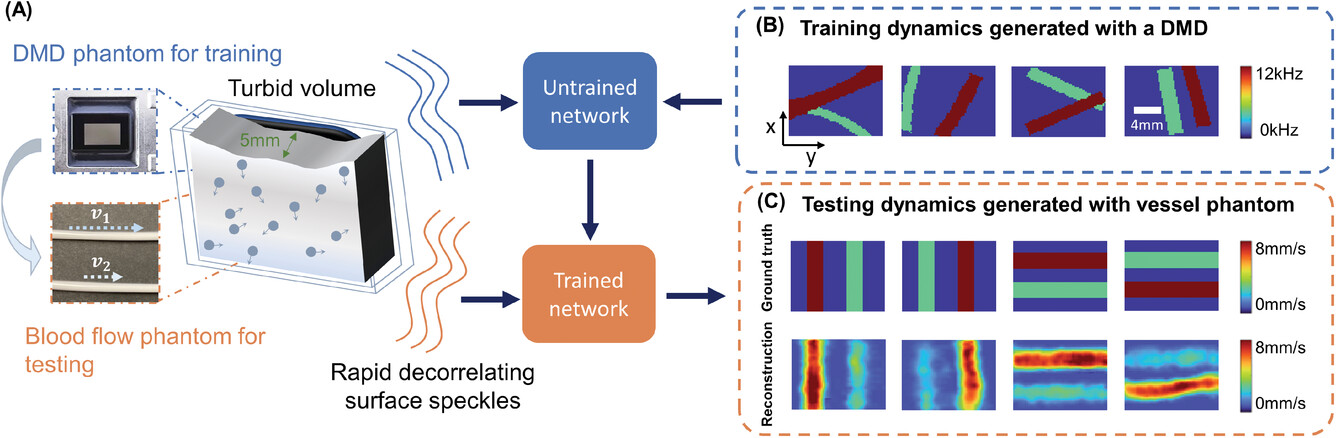 (A)
DMD phantom for training
Turbid volume
5mm
v1
v2
Blood flow phantom for
testing
Rapid decorrelating
surface speckles
Untrained
network
Trained
network
(B) Training dynamics generated with a DMD
x
y
4mm
12kHz
0kHz
(C) Testing dynamics generated with vessel phantom
Ground truth
8mm/s
0mm/s
Reconstruction
8mm/s
0mm/s